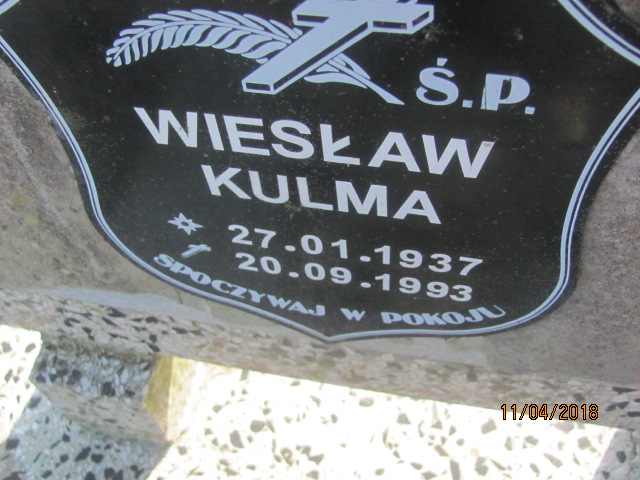 Ś.P.
WIESŁAW
KULMA
27.01.1937
20.09.1993
SPOCZYWAJ W POKOJU
11/04/2018